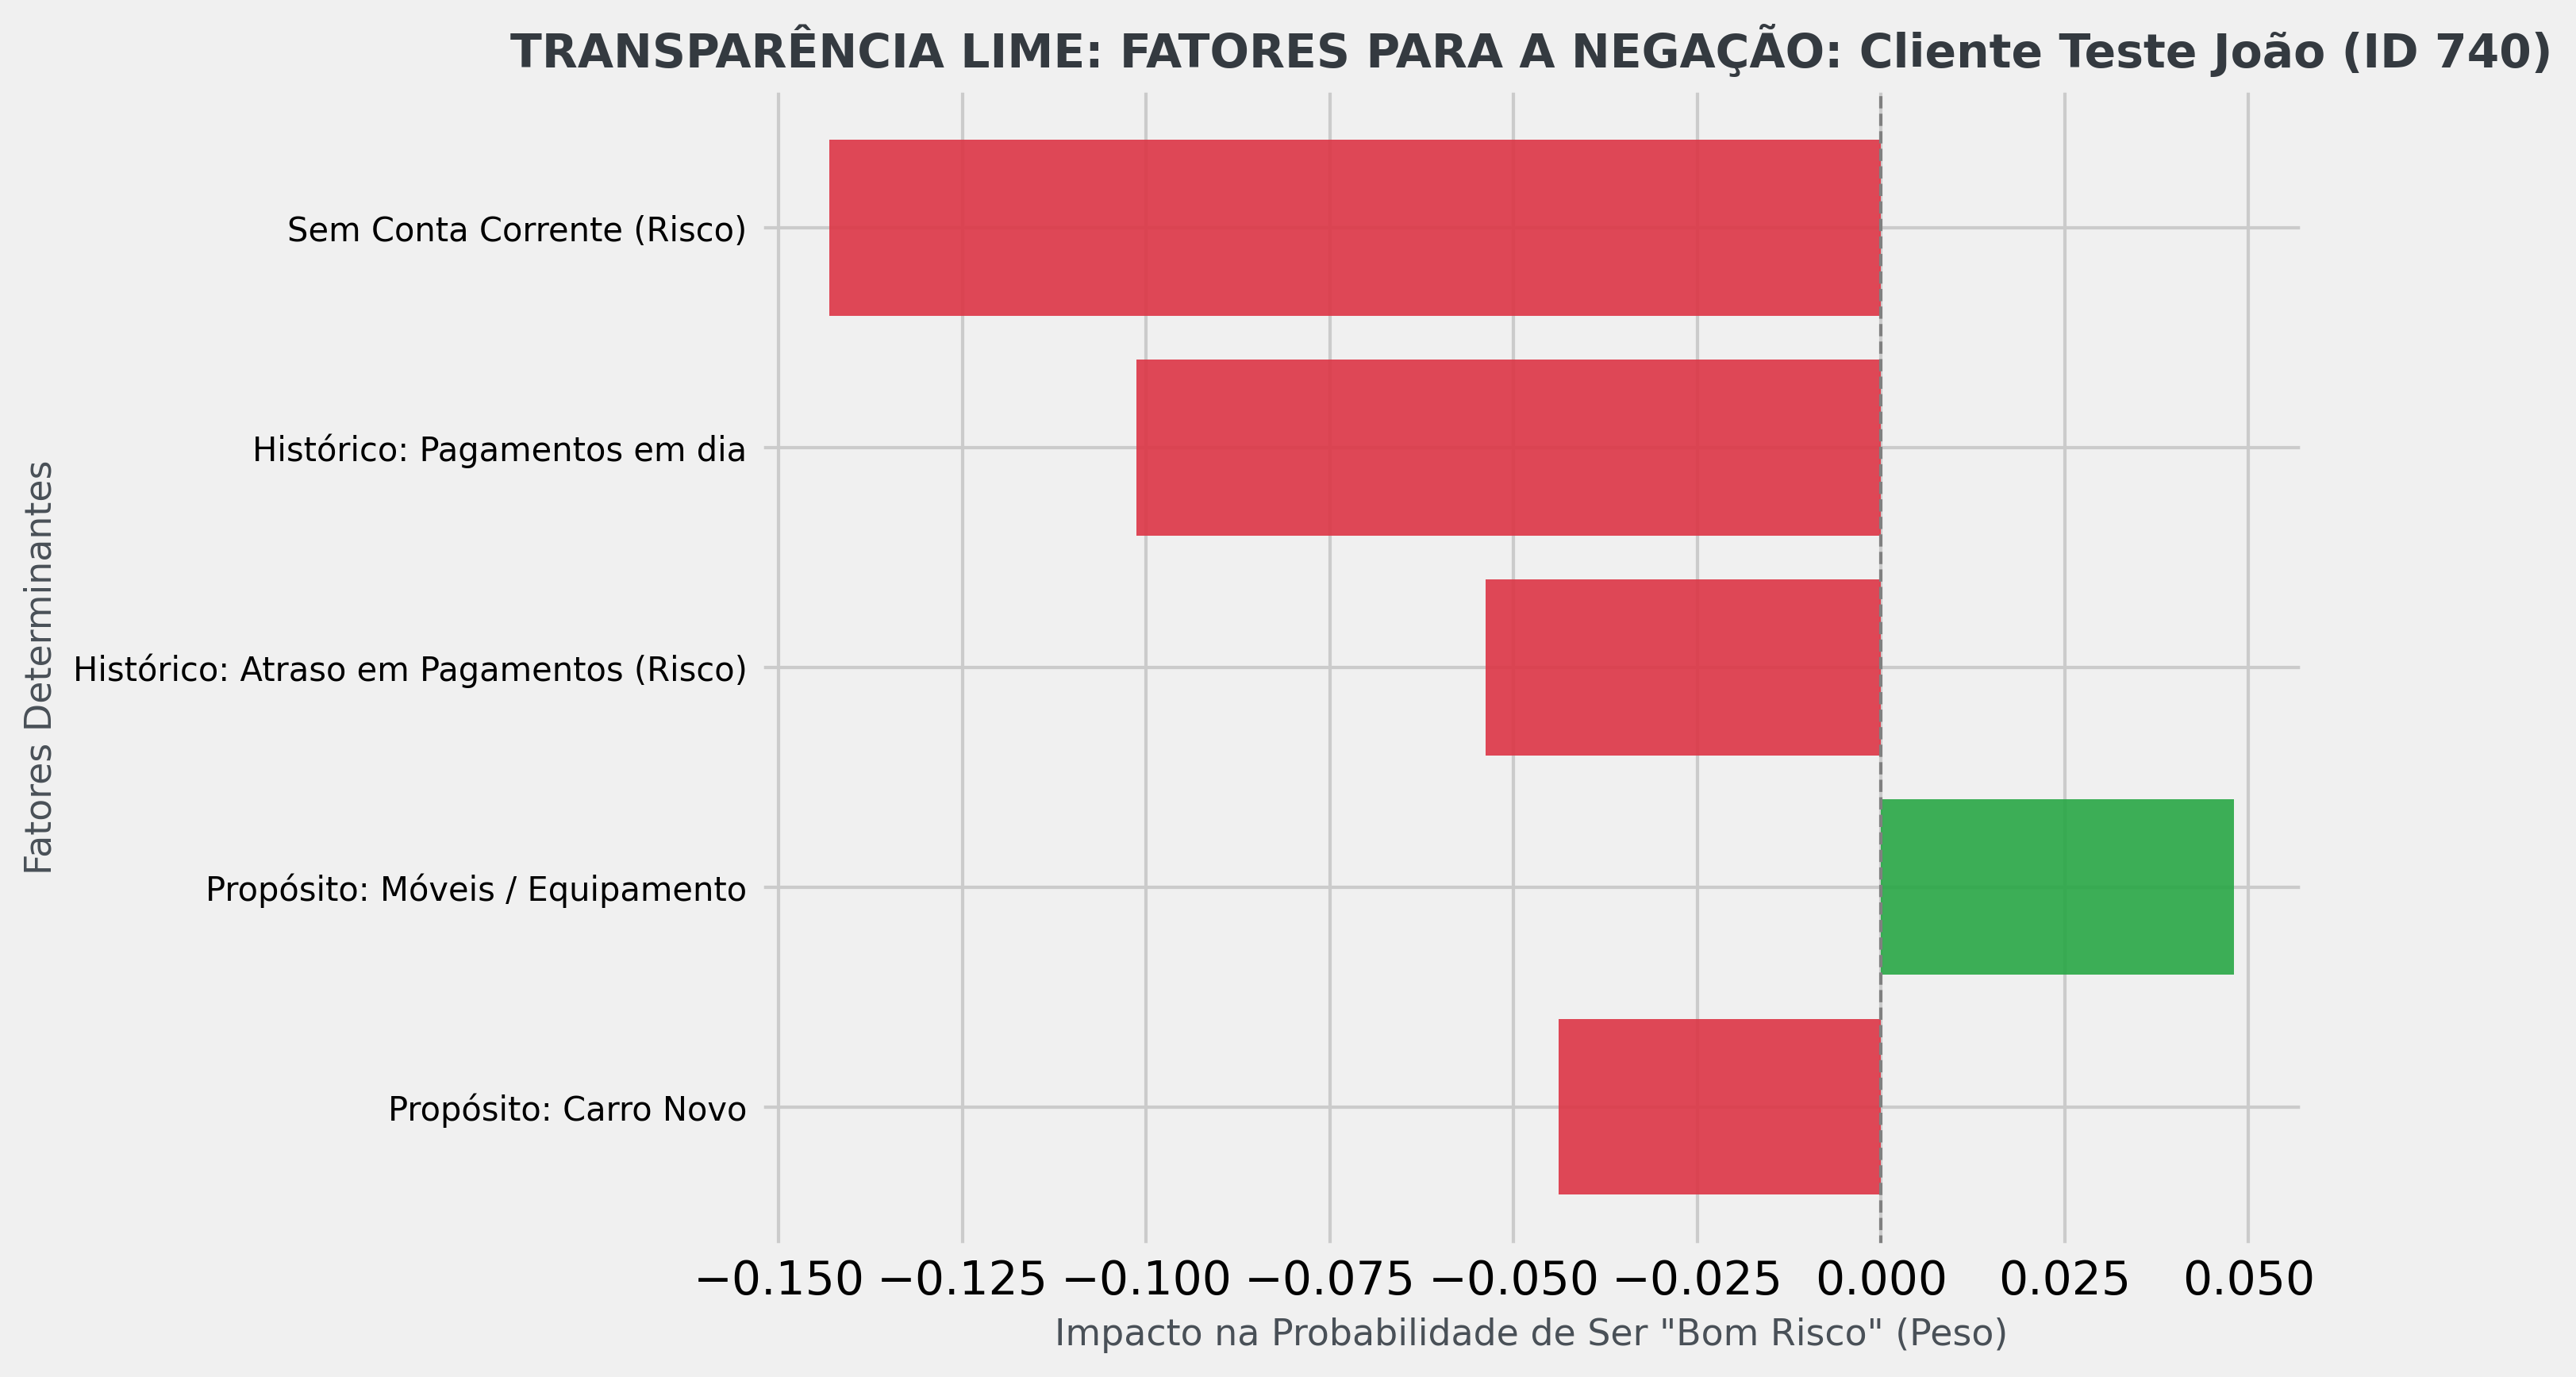 TRANSPARÊNCIA LIME: FATORES PARA A NEGAÇÃO: Cliente Teste João (ID 740)
Fatores Determinantes
Sem Conta Corrente (Risco)
Histórico: Pagamentos em dia
Histórico: Atraso em Pagamentos (Risco)
Propósito: Móveis / Equipamento
Propósito: Carro Novo
−0.150 −0.125 −0.100 −0.075 −0.050 −0.025 0.000 0.025 0.050
Impacto na Probabilidade de Ser "Bom Risco" (Peso)